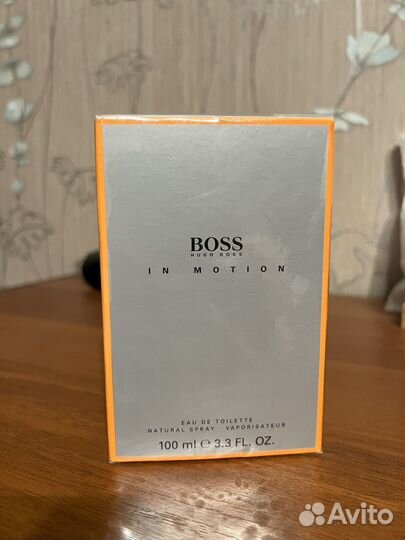 BOSS
HUGO BOSS
IN MOTION
EAU DE TOILETTE
NATURAL SPRAY · VAPORISATEUR
100 ml ℮ 3.3 FL. OZ.
Avito